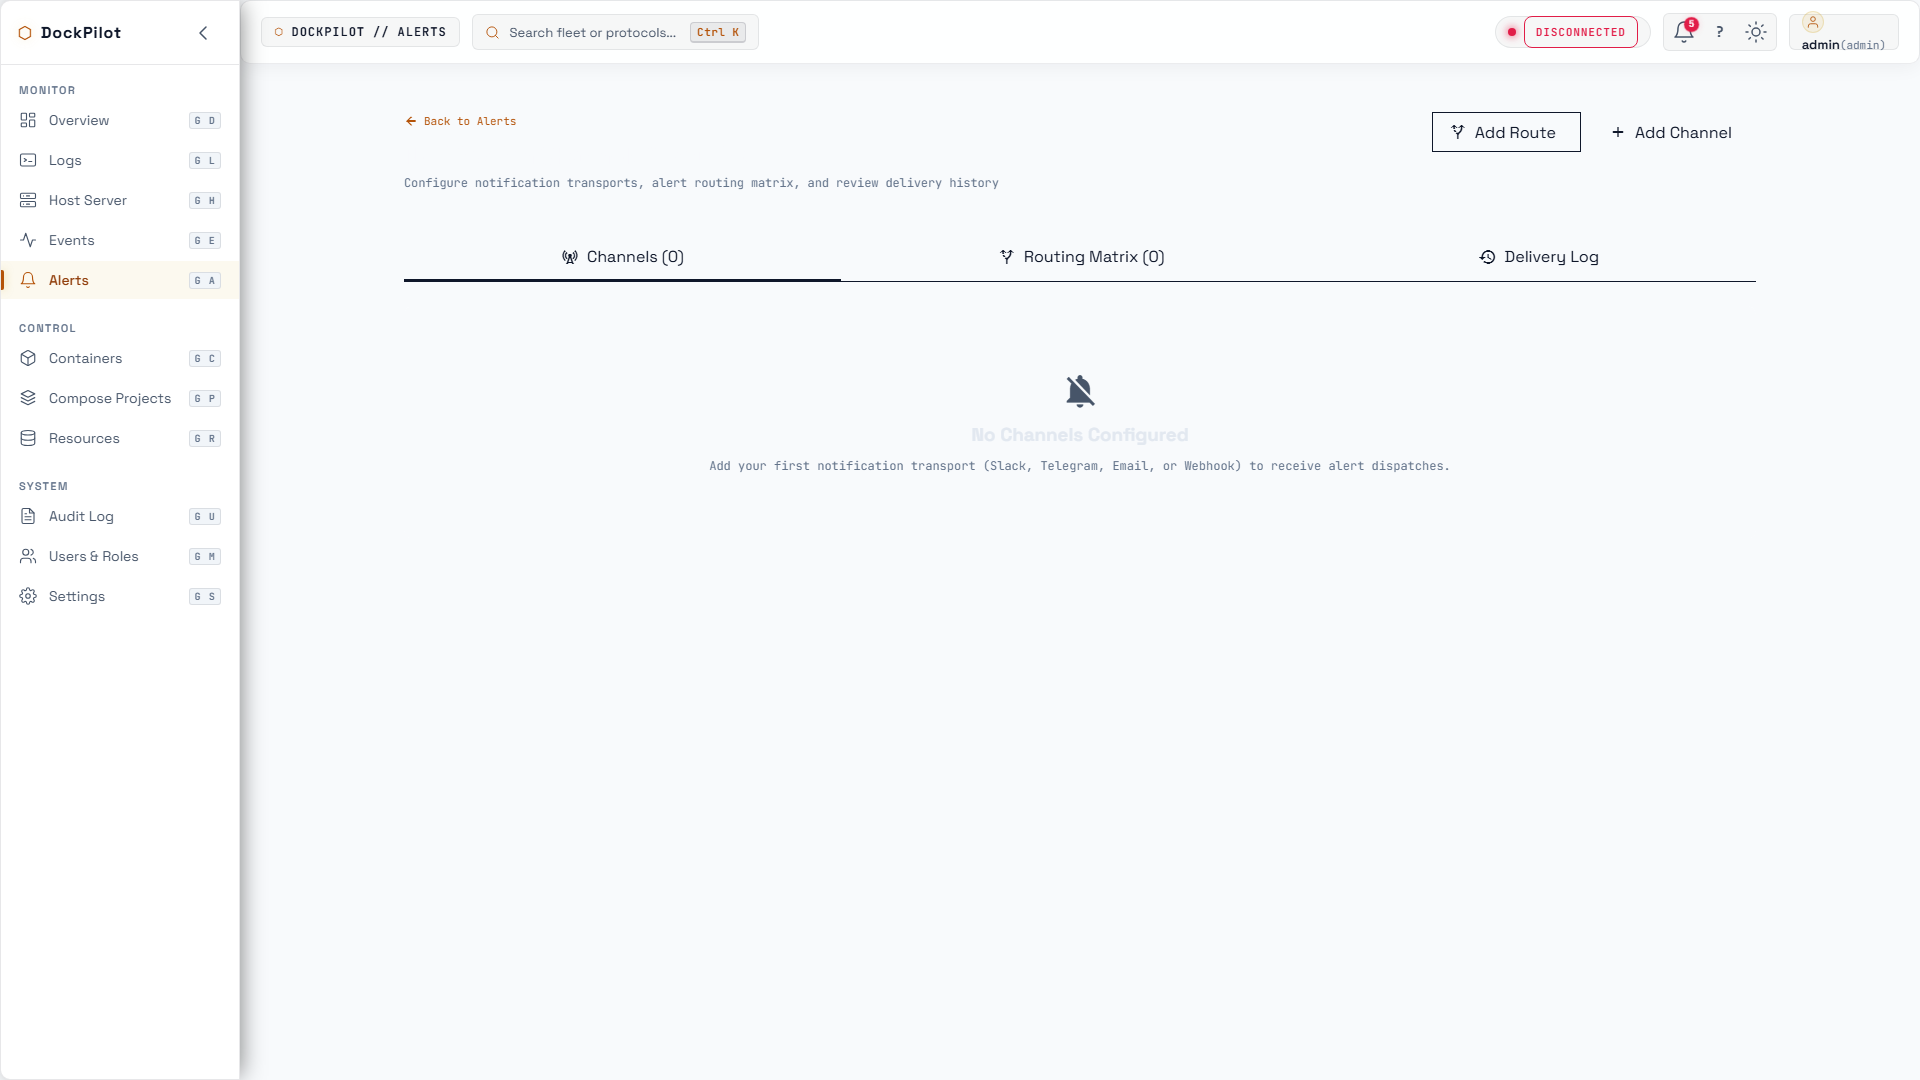 DockPilot
DOCKPILOT // ALERTS
Search fleet or protocols...
Ctrl K
DISCONNECTED
5
?
admin(admin)
MONITOR
Overview
G D
Logs
G L
Host Server
G H
Events
G E
Alerts
G A
CONTROL
Containers
G C
Compose Projects
G P
Resources
G R
SYSTEM
Audit Log
G U
Users & Roles
G M
Settings
G S
Back to Alerts
Add Route
Add Channel
Configure notification transports, alert routing matrix, and review delivery history
Channels (0)
Routing Matrix (0)
Delivery Log
No Channels Configured
Add your first notification transport (Slack, Telegram, Email, or Webhook) to receive alert dispatches.